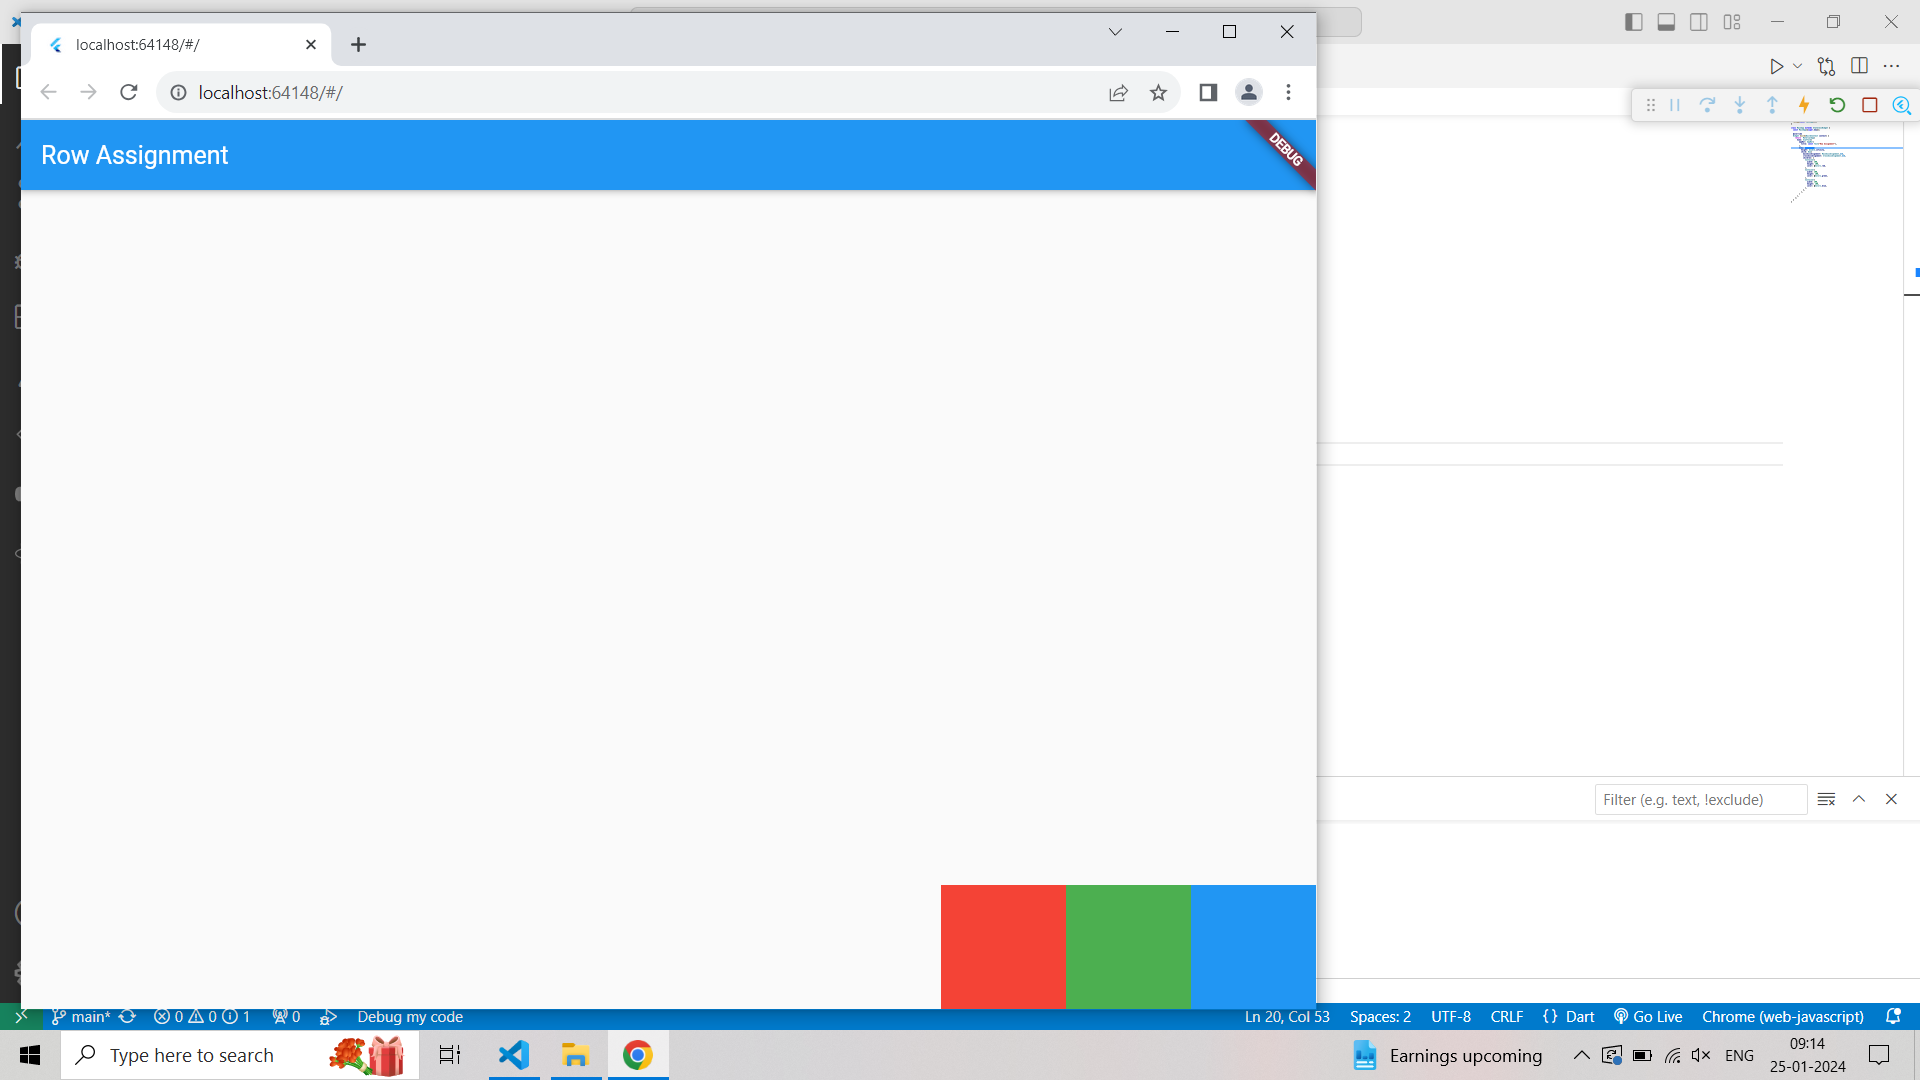 localhost:64148/#/
localhost:64148/#/
Row Assignment
DEBUG
Filter (e.g. text, !exclude)
main* 0 0 1 0 Debug my code Ln 20, Col 53 Spaces: 2 UTF-8 CRLF {} Dart Go Live Chrome (web-javascript)
Type here to search
Earnings upcoming
ENG
09:14
25-01-2024